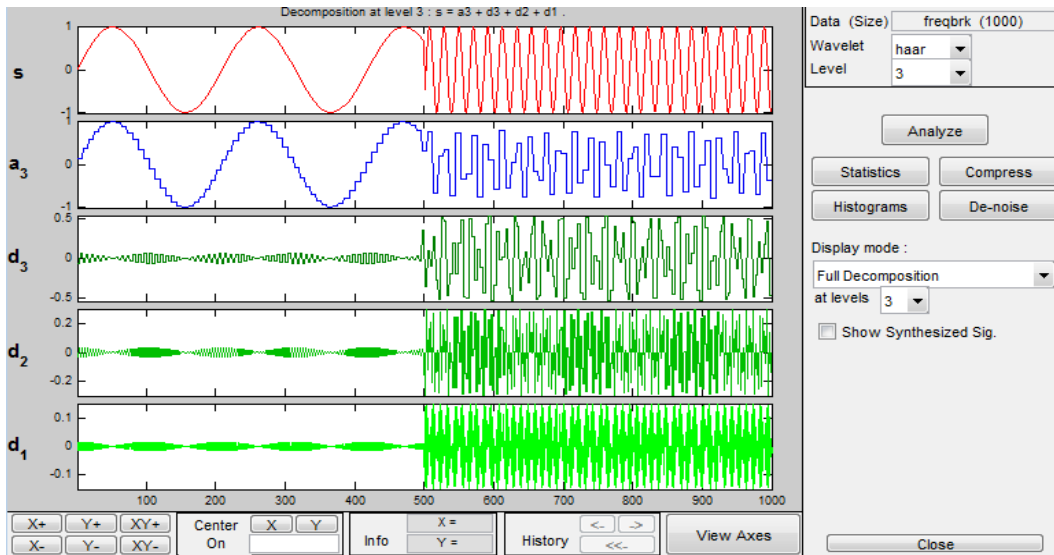 Decomposition at level 3 : s = a3 + d3 + d2 + d1 .
s
1
0
-1
a3
1
0
-1
d3
0.5
0
-0.5
d2
0.2
0
-0.2
d1
0.1
0
-0.1
100 200 300 400 500 600 700 800 900 1000
X+ Y+ XY+
X- Y- XY-
Center On
X Y
Info
X =
Y =
History
<- ->
<<-
View Axes
Data (Size) freqbrk (1000)
Wavelet haar
Level 3
Analyze
Statistics Compress
Histograms De-noise
Display mode :
Full Decomposition
at levels 3
Show Synthesized Sig.
Close